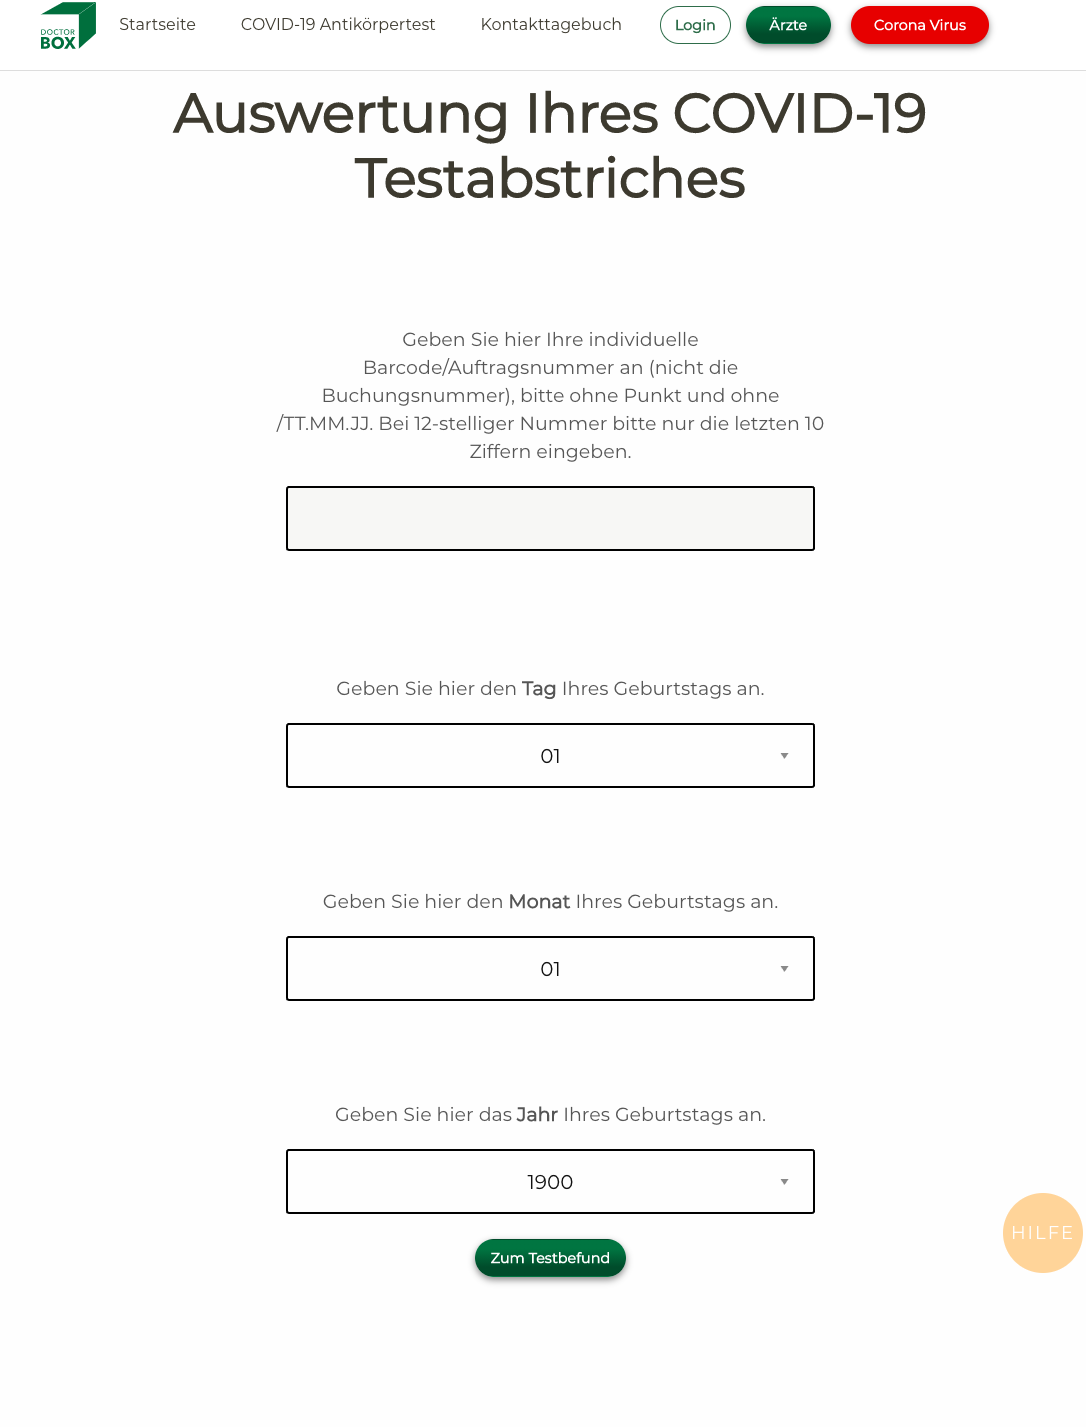 DOCTOR
BOX
Startseite
COVID-19 Antikörpertest
Kontakttagebuch
Login
Ärzte
Corona Virus
Auswertung Ihres COVID-19
Testabstriches
Geben Sie hier Ihre individuelle
Barcode/Auftragsnummer an (nicht die
Buchungsnummer), bitte ohne Punkt und ohne
/TT.MM.JJ. Bei 12-stelliger Nummer bitte nur die letzten 10
Ziffern eingeben.
Geben Sie hier den Tag Ihres Geburtstags an.
01
Geben Sie hier den Monat Ihres Geburtstags an.
01
Geben Sie hier das Jahr Ihres Geburtstags an.
1900
HILFE
Zum Testbefund